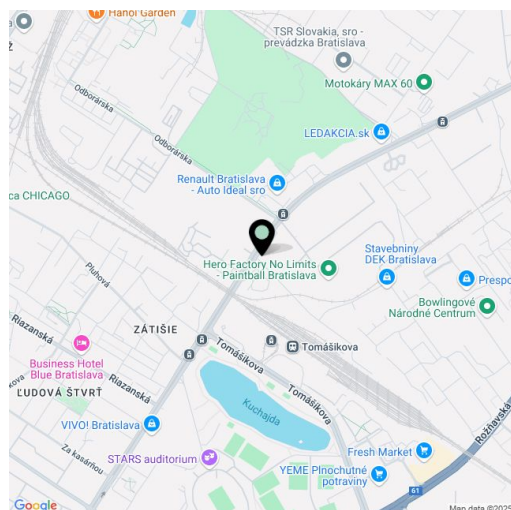 Hanoi Garden
TSR Slovakia, sro -
prevádzka Bratislava
Motokáry MAX 60
Odborárska
LEDAKCIA.sk
Odborárska
Renault Bratislava
- Auto Ideal sro
ca CHICAGO
Stavebniny
DEK Bratislava
Hero Factory No Limits
- Paintball Bratislava
Prespo
Pluhová
Bowlingové
Národné Centrum
Riazanská
ZÁTIŠIE
Tomášikova
Tomášikova
Business Hotel
Blue Bratislava
Riazanská
Tomášikova
kova
ĽUDOVÁ ŠTVRŤ
Kuchajda
VIVO! Bratislava
Rožňavská
Za kasárňou
STARS auditorium
Fresh Market
YEME Plnochutné
potraviny
61
Google
Map data ©2025